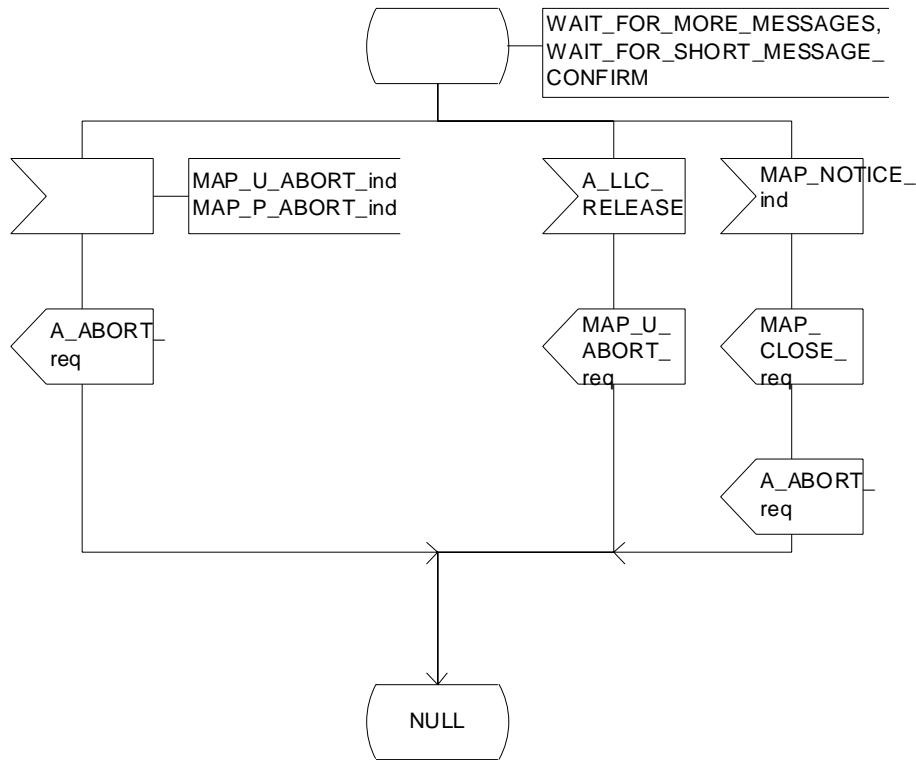 WAIT_FOR_MORE_MESSAGES,
WAIT_FOR_SHORT_MESSAGE_
CONFIRM
MAP_U_ABORT_ind
MAP_P_ABORT_ind
A_LLC_
RELEASE
MAP_NOTICE_
ind
A_ABORT_
req
MAP_U_
ABORT_
req
MAP_
CLOSE_
req
A_ABORT_
req
NULL